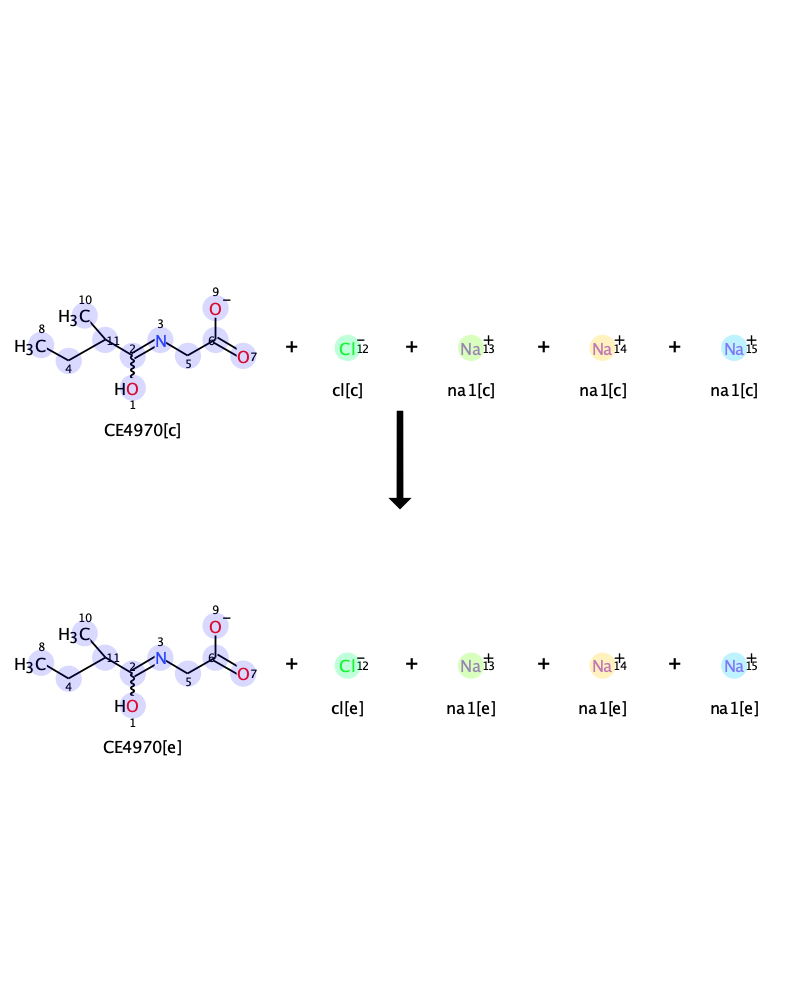 9
O−
10
H₃C
8
H₃C
11
2
3
N
6
O7
4
5
HO
1
+ Cl−12 + Na+13 + Na+14 + Na+15
CE4970[c]
cl[c] na1[c] na1[c] na1[c]
9
O−
10
H₃C
8
H₃C
11
2
3
N
6
O7
4
5
HO
1
+ Cl−12 + Na+13 + Na+14 + Na+15
CE4970[e]
cl[e] na1[e] na1[e] na1[e]